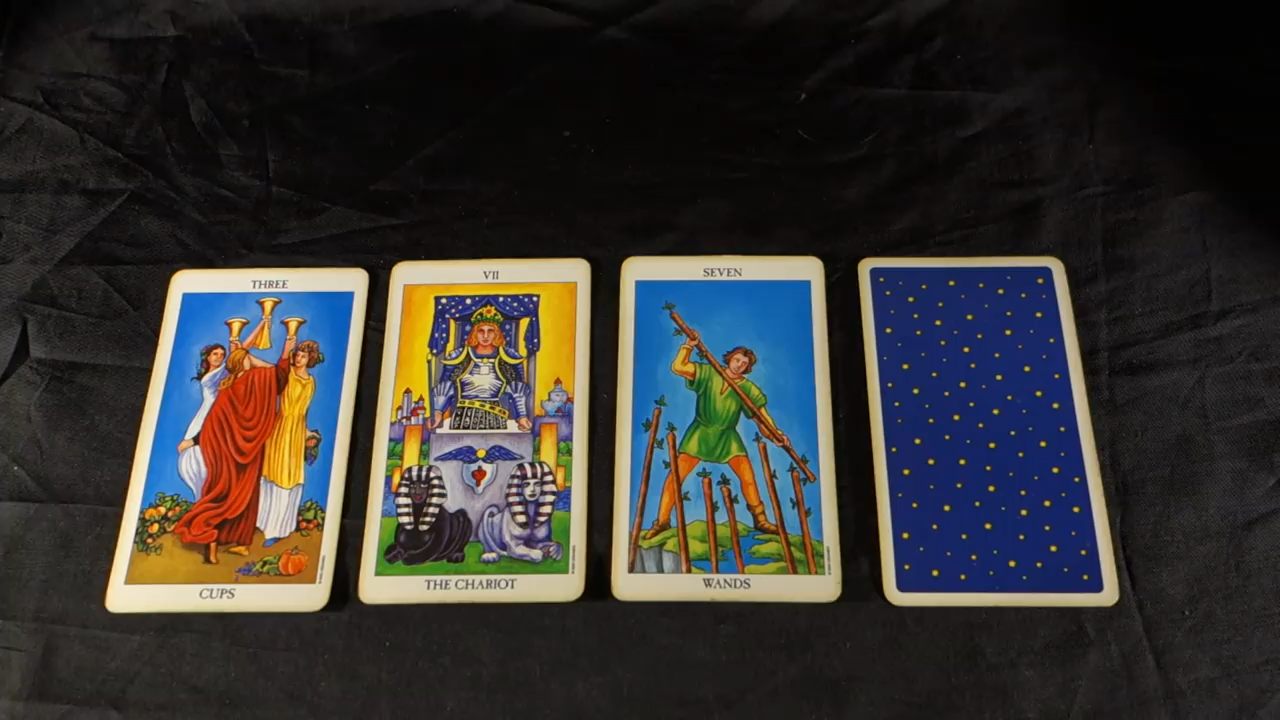 THREE
CUPS
VII
THE CHARIOT
SEVEN
WANDS